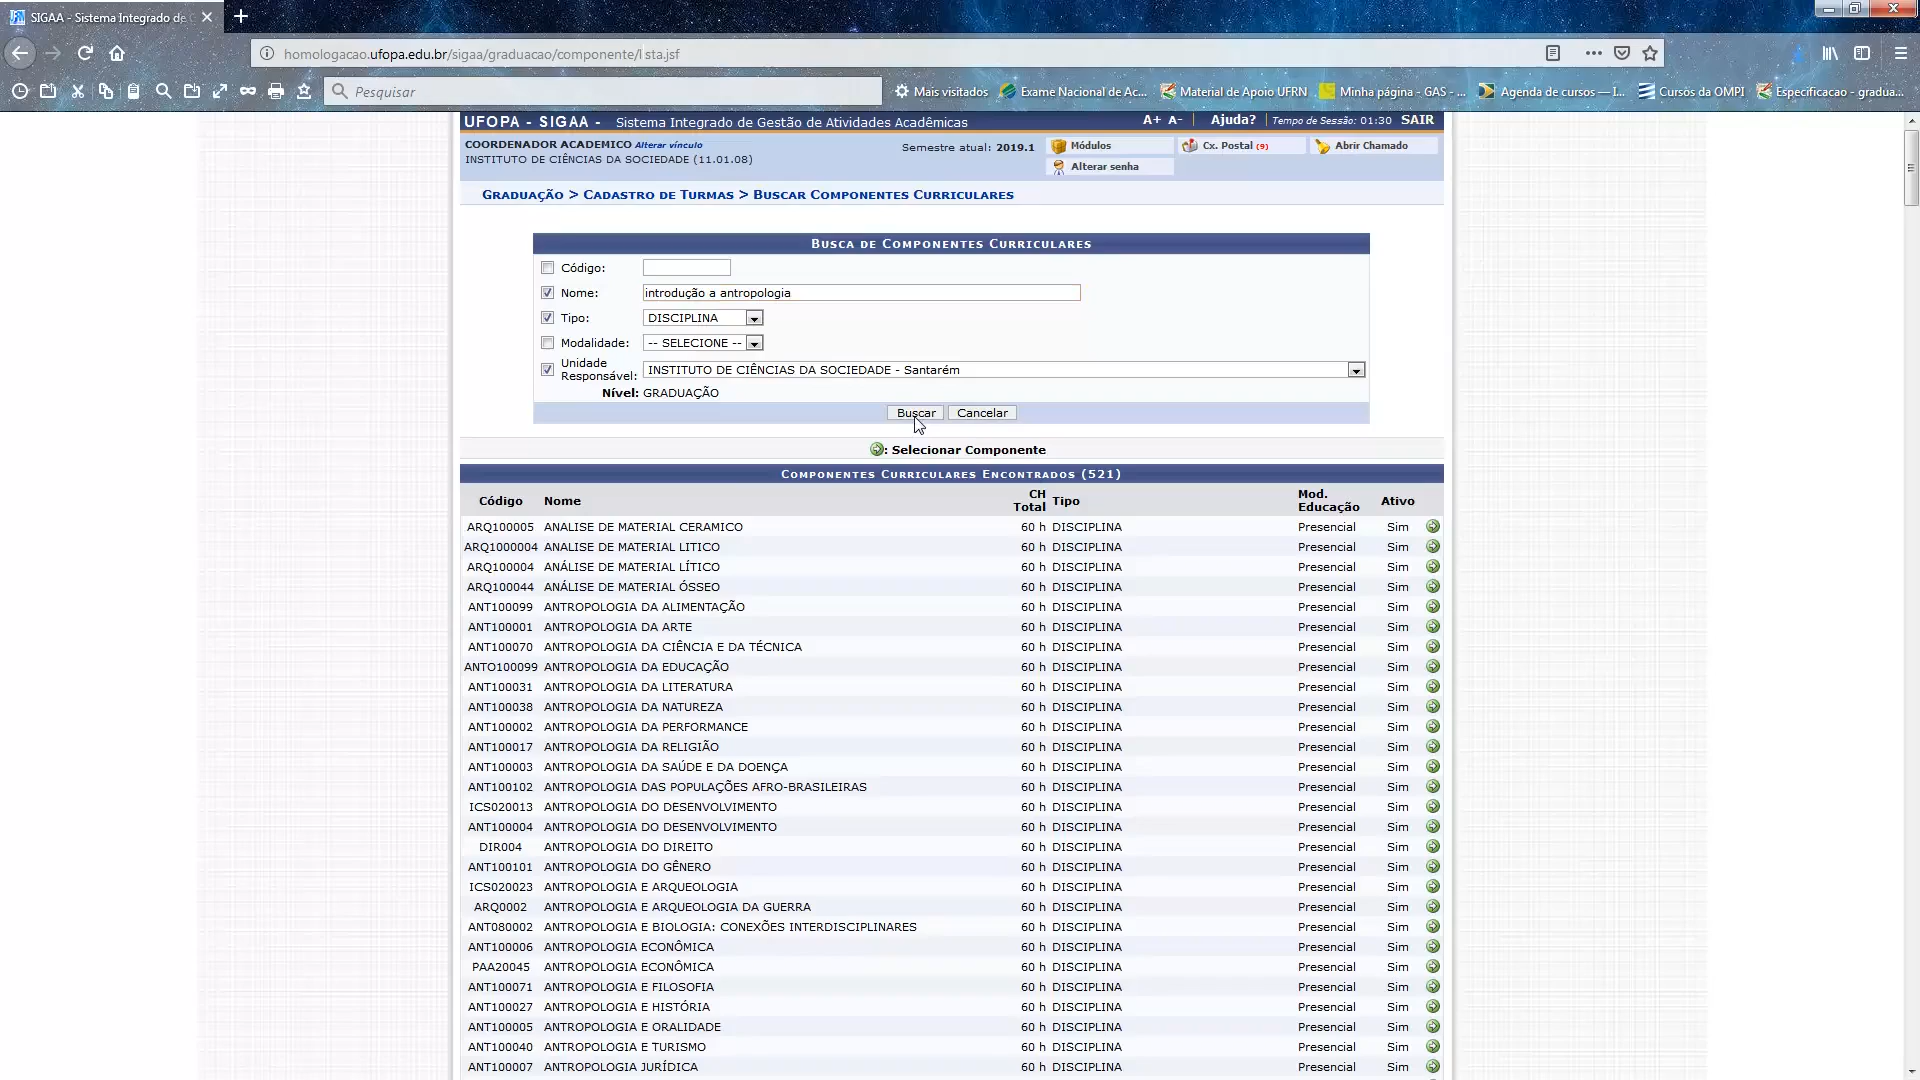 SIGAA - Sistema Integrado de
homologacao.ufopa.edu.br/sigaa/graduacao/componente/l sta.jsf
Pesquisar
Mais visitados
Exame Nacional de Ac...
Material de Apoio UFRN
Minha página - GAS - ...
Agenda de cursos — I...
Cursos da OMPI
Especificacao - gradua...
UFOPA - SIGAA - Sistema Integrado de Gestão de Atividades Acadêmicas
A+ A- | Ajuda? | Tempo de Sessão: 01:30 SAIR
COORDENADOR ACADEMICO Alterar vínculo
INSTITUTO DE CIÊNCIAS DA SOCIEDADE (11.01.08)
Semestre atual: 2019.1
Módulos
Cx. Postal (9)
Abrir Chamado
Alterar senha
GRADUAÇÃO > CADASTRO DE TURMAS > BUSCAR COMPONENTES CURRICULARES
BUSCA DE COMPONENTES CURRICULARES
Código:
Nome: introdução a antropologia
Tipo: DISCIPLINA
Modalidade: -- SELECIONE --
Unidade
Responsável: INSTITUTO DE CIÊNCIAS DA SOCIEDADE - Santarém
Nível: GRADUAÇÃO
Buscar Cancelar
: Selecionar Componente
COMPONENTES CURRICULARES ENCONTRADOS (521)
Código Nome CH Total Tipo Mod. Educação Ativo
ARQ100005 ANALISE DE MATERIAL CERAMICO 60 h DISCIPLINA Presencial Sim
ARQ1000004 ANALISE DE MATERIAL LITICO 60 h DISCIPLINA Presencial Sim
ARQ100004 ANÁLISE DE MATERIAL LÍTICO 60 h DISCIPLINA Presencial Sim
ARQ100044 ANÁLISE DE MATERIAL ÓSSEO 60 h DISCIPLINA Presencial Sim
ANT100099 ANTROPOLOGIA DA ALIMENTAÇÃO 60 h DISCIPLINA Presencial Sim
ANT100001 ANTROPOLOGIA DA ARTE 60 h DISCIPLINA Presencial Sim
ANT100070 ANTROPOLOGIA DA CIÊNCIA E DA TÉCNICA 60 h DISCIPLINA Presencial Sim
ANTO100099 ANTROPOLOGIA DA EDUCAÇÃO 60 h DISCIPLINA Presencial Sim
ANT100031 ANTROPOLOGIA DA LITERATURA 60 h DISCIPLINA Presencial Sim
ANT100038 ANTROPOLOGIA DA NATUREZA 60 h DISCIPLINA Presencial Sim
ANT100002 ANTROPOLOGIA DA PERFORMANCE 60 h DISCIPLINA Presencial Sim
ANT100017 ANTROPOLOGIA DA RELIGIÃO 60 h DISCIPLINA Presencial Sim
ANT100003 ANTROPOLOGIA DA SAÚDE E DA DOENÇA 60 h DISCIPLINA Presencial Sim
ANT100102 ANTROPOLOGIA DAS POPULAÇÕES AFRO-BRASILEIRAS 60 h DISCIPLINA Presencial Sim
ICS020013 ANTROPOLOGIA DO DESENVOLVIMENTO 60 h DISCIPLINA Presencial Sim
ANT100004 ANTROPOLOGIA DO DESENVOLVIMENTO 60 h DISCIPLINA Presencial Sim
DIR004 ANTROPOLOGIA DO DIREITO 60 h DISCIPLINA Presencial Sim
ANT100101 ANTROPOLOGIA DO GÊNERO 60 h DISCIPLINA Presencial Sim
ICS020023 ANTROPOLOGIA E ARQUEOLOGIA 60 h DISCIPLINA Presencial Sim
ARQ0002 ANTROPOLOGIA E ARQUEOLOGIA DA GUERRA 60 h DISCIPLINA Presencial Sim
ANT080002 ANTROPOLOGIA E BIOLOGIA: CONEXÕES INTERDISCIPLINARES 60 h DISCIPLINA Presencial Sim
ANT100006 ANTROPOLOGIA ECONÔMICA 60 h DISCIPLINA Presencial Sim
PAA20045 ANTROPOLOGIA ECONÔMICA 60 h DISCIPLINA Presencial Sim
ANT100071 ANTROPOLOGIA E FILOSOFIA 60 h DISCIPLINA Presencial Sim
ANT100027 ANTROPOLOGIA E HISTÓRIA 60 h DISCIPLINA Presencial Sim
ANT100005 ANTROPOLOGIA E ORALIDADE 60 h DISCIPLINA Presencial Sim
ANT100040 ANTROPOLOGIA E TURISMO 60 h DISCIPLINA Presencial Sim
ANT100007 ANTROPOLOGIA JURÍDICA 60 h DISCIPLINA Presencial Sim